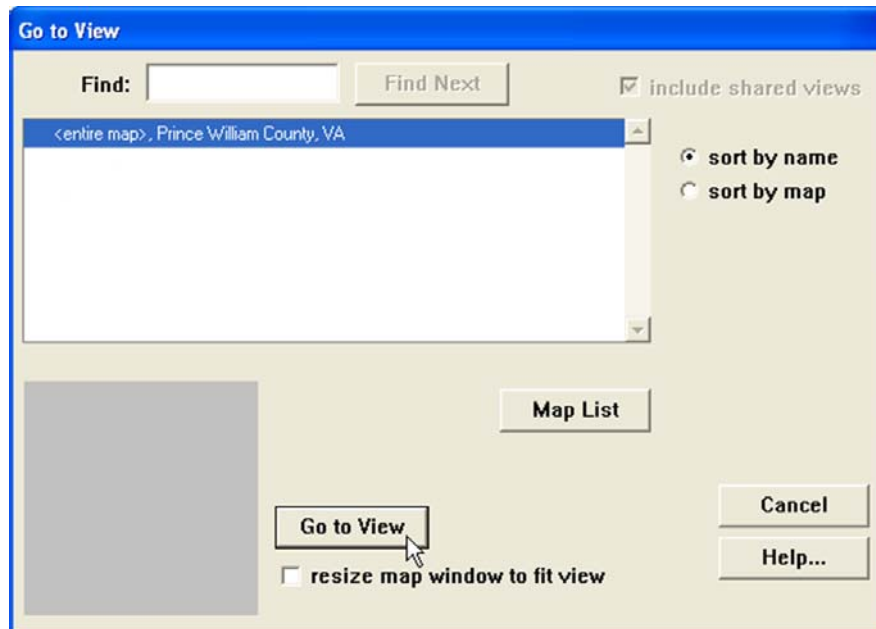 Go to View
Find:
Find Next
include shared views
<entire map>, Prince William County, VA
sort by name
sort by map
Map List
Go to View
resize map window to fit view
Cancel
Help...